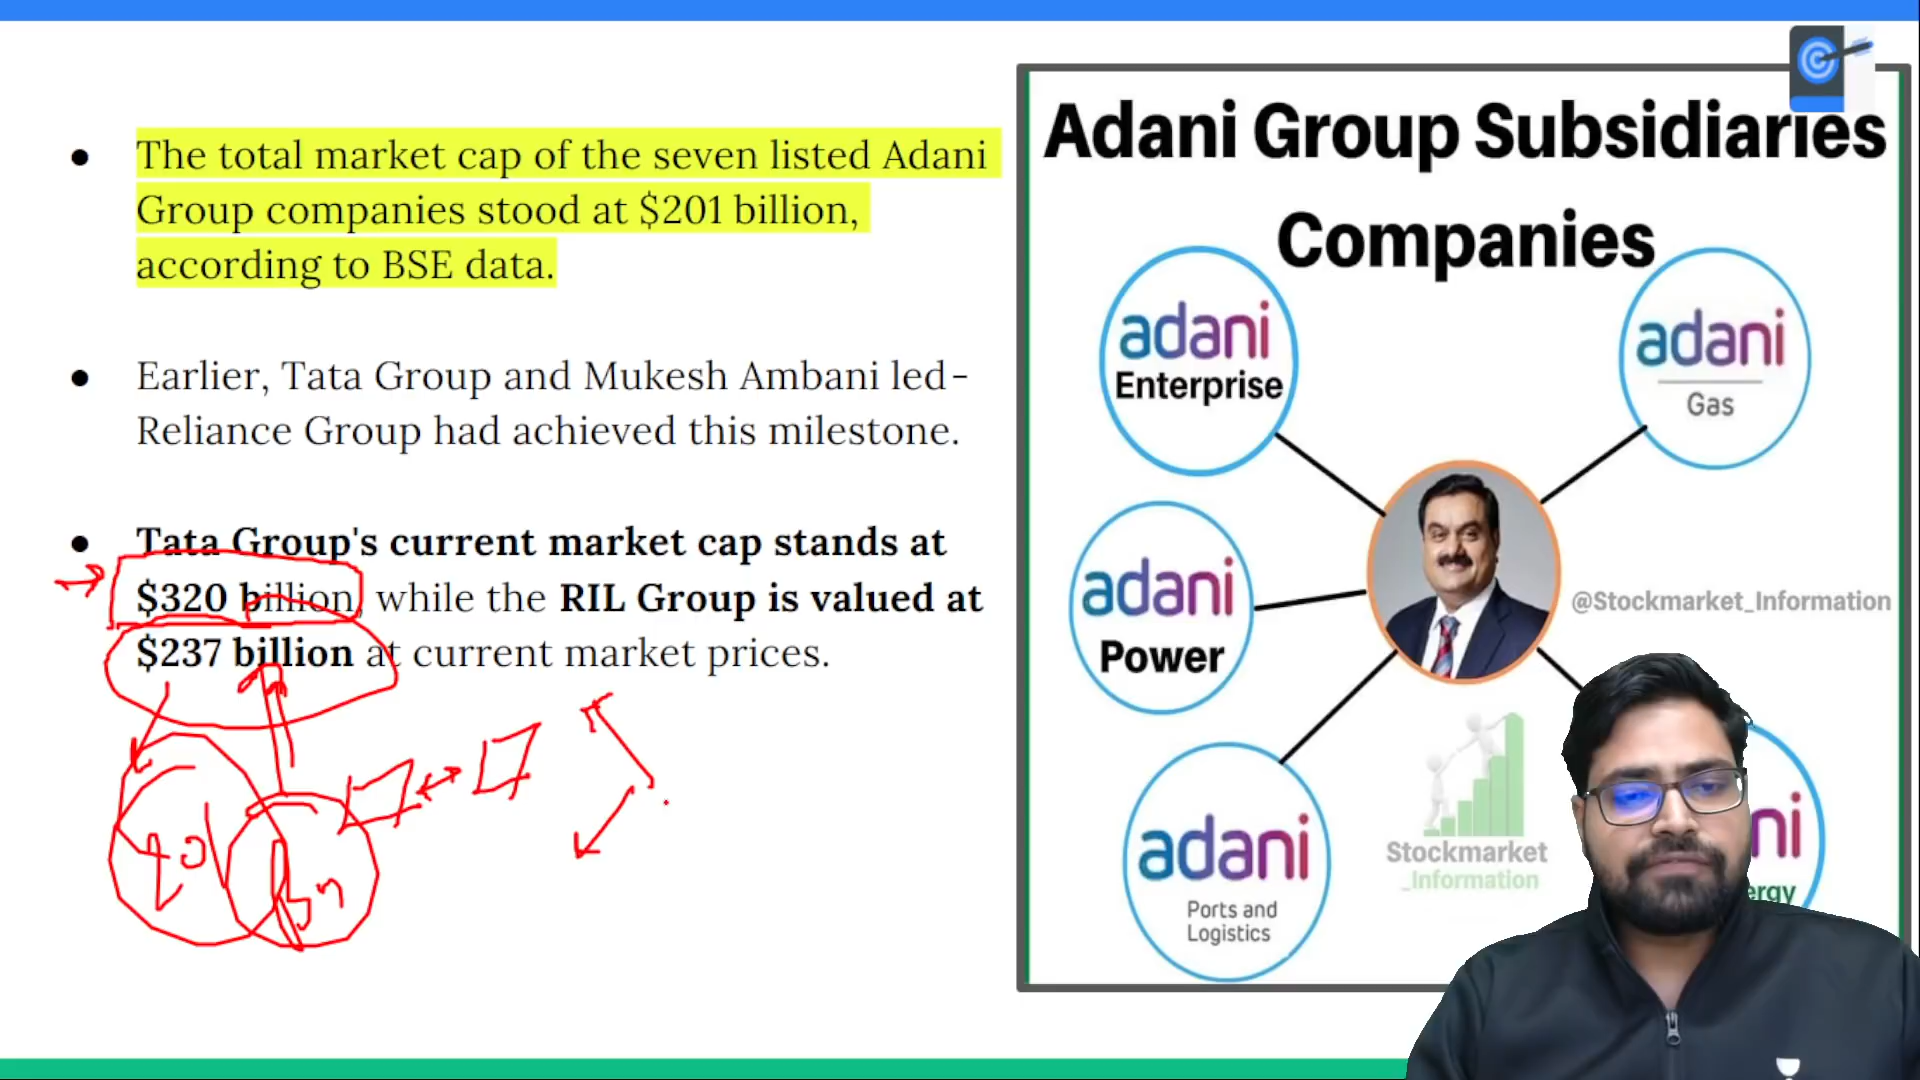 ● The total market cap of the seven listed Adani
Group companies stood at $201 billion,
according to BSE data.
● Earlier, Tata Group and Mukesh Ambani led-
Reliance Group had achieved this milestone.
● Tata Group's current market cap stands at
$320 billion, while the RIL Group is valued at
$237 billion at current market prices.
Bn
Adani Group Subsidiaries
Companies
adani
Enterprise
adani
Gas
adani
Power
@Stockmarket_Information
adani
Ports and
Logistics
Stockmarket
_Information
ni
ergy